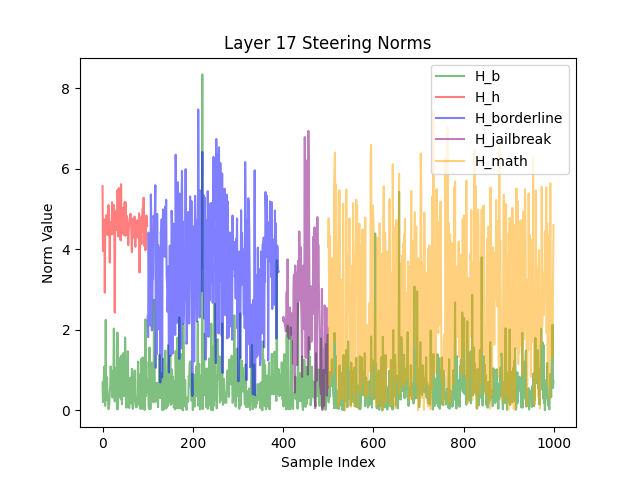 Layer 17 Steering Norms
H_b
H_h
H_borderline
H_jailbreak
H_math
Norm Value
8
6
4
2
0
0 200 400 600 800 1000
Sample Index